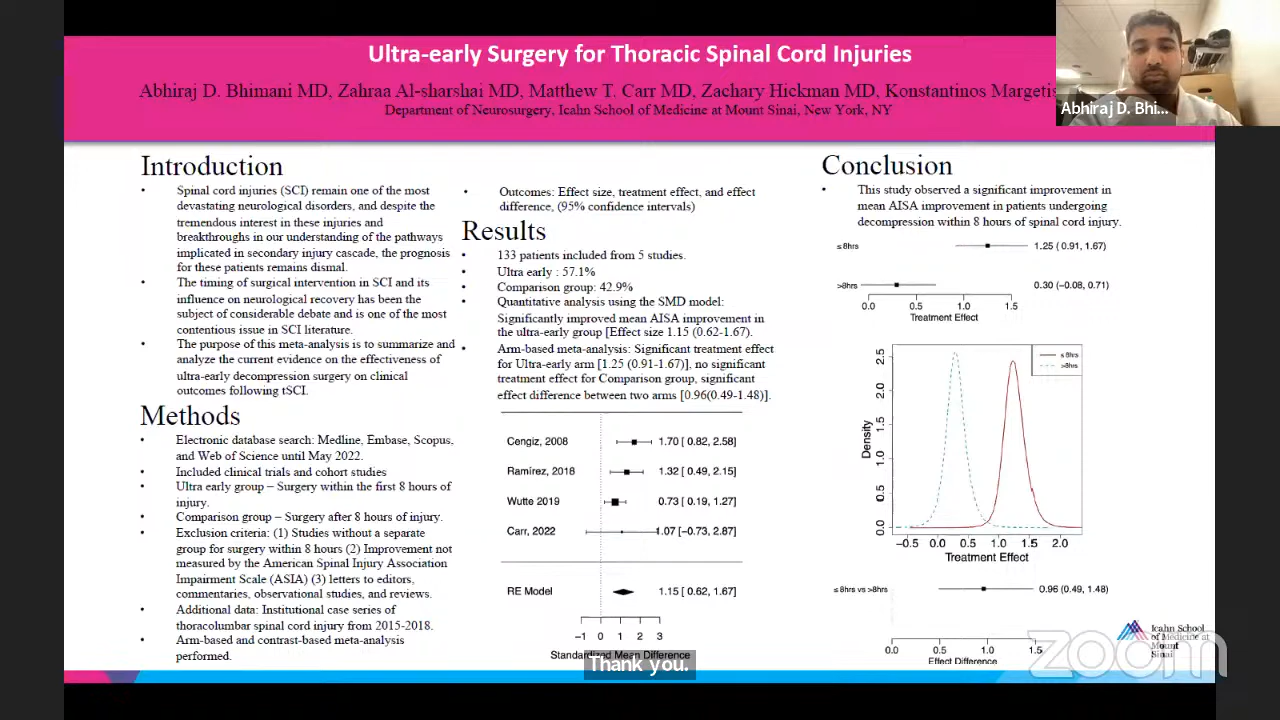 Ultra-early Surgery for Thoracic Spinal Cord Injuries
Abhiraj D. Bhimani MD, Zahraa Al-sharshai MD, Matthew T. Carr MD, Zachary Hickman MD, Konstantinos Margetis
Department of Neurosurgery, Icahn School of Medicine at Mount Sinai, New York, NY
Abhiraj D. Bhi...
Introduction
• Spinal cord injuries (SCI) remain one of the most
devastating neurological disorders, and despite the
tremendous interest in these injuries and
breakthroughs in our understanding of the pathways
implicated in secondary injury cascade, the prognosis
for these patients remains dismal.
• The timing of surgical intervention in SCI and its
influence on neurological recovery has been the
subject of considerable debate and is one of the most
contentious issue in SCI literature.
• The purpose of this meta-analysis is to summarize and
analyze the current evidence on the effectiveness of
ultra-early decompression surgery on clinical
outcomes following tSCI.
Methods
• Electronic database search: Medline, Embase, Scopus,
and Web of Science until May 2022.
• Included clinical trials and cohort studies
• Ultra early group – Surgery within the first 8 hours of
injury.
• Comparison group – Surgery after 8 hours of injury.
• Exclusion criteria: (1) Studies without a separate
group for surgery within 8 hours (2) Improvement not
measured by the American Spinal Injury Association
Impairment Scale (ASIA) (3) letters to editors,
commentaries, observational studies, and reviews.
• Additional data: Institutional case series of
thoracolumbar spinal cord injury from 2015-2018.
• Arm-based and contrast-based meta-analysis
performed.
• Outcomes: Effect size, treatment effect, and effect
difference, (95% confidence intervals)
Results
• 133 patients included from 5 studies.
• Ultra early : 57.1%
• Comparison group: 42.9%
• Quantitative analysis using the SMD model:
Significantly improved mean AISA improvement in
the ultra-early group [Effect size 1.15 (0.62-1.67).
• Arm-based meta-analysis: Significant treatment effect
for Ultra-early arm [1.25 (0.91-1.67)], no significant
treatment effect for Comparison group, significant
effect difference between two arms [0.96(0.49-1.48)].
Cengiz, 2008 1.70 [ 0.82, 2.58]
Ramirez, 2018 1.32 [ 0.49, 2.15]
Wutte 2019 0.73 [ 0.19, 1.27]
Carr, 2022 1.07 [−0.73, 2.87]
RE Model 1.15 [ 0.62, 1.67]
−1 0 1 2 3
Standardized Mean Difference
Thank you.
Conclusion
• This study observed a significant improvement in
mean AISA improvement in patients undergoing
decompression within 8 hours of spinal cord injury.
≤ 8hrs 1.25 ( 0.91, 1.67)
>8hrs 0.30 (−0.08, 0.71)
0.0 0.5 1.0 1.5
Treatment Effect
≤ 8hrs
>8hrs
2.5
2.0
1.5
1.0
0.5
0.0
Density
−0.5 0.0 0.5 1.0 1.5 2.0
Treatment Effect
≤ 8hrs vs >8hrs 0.96 (0.49, 1.48)
0.0 1.0 1.5
Effect Difference
Icahn School
of Medicine at
Mount
Sinai
zoom